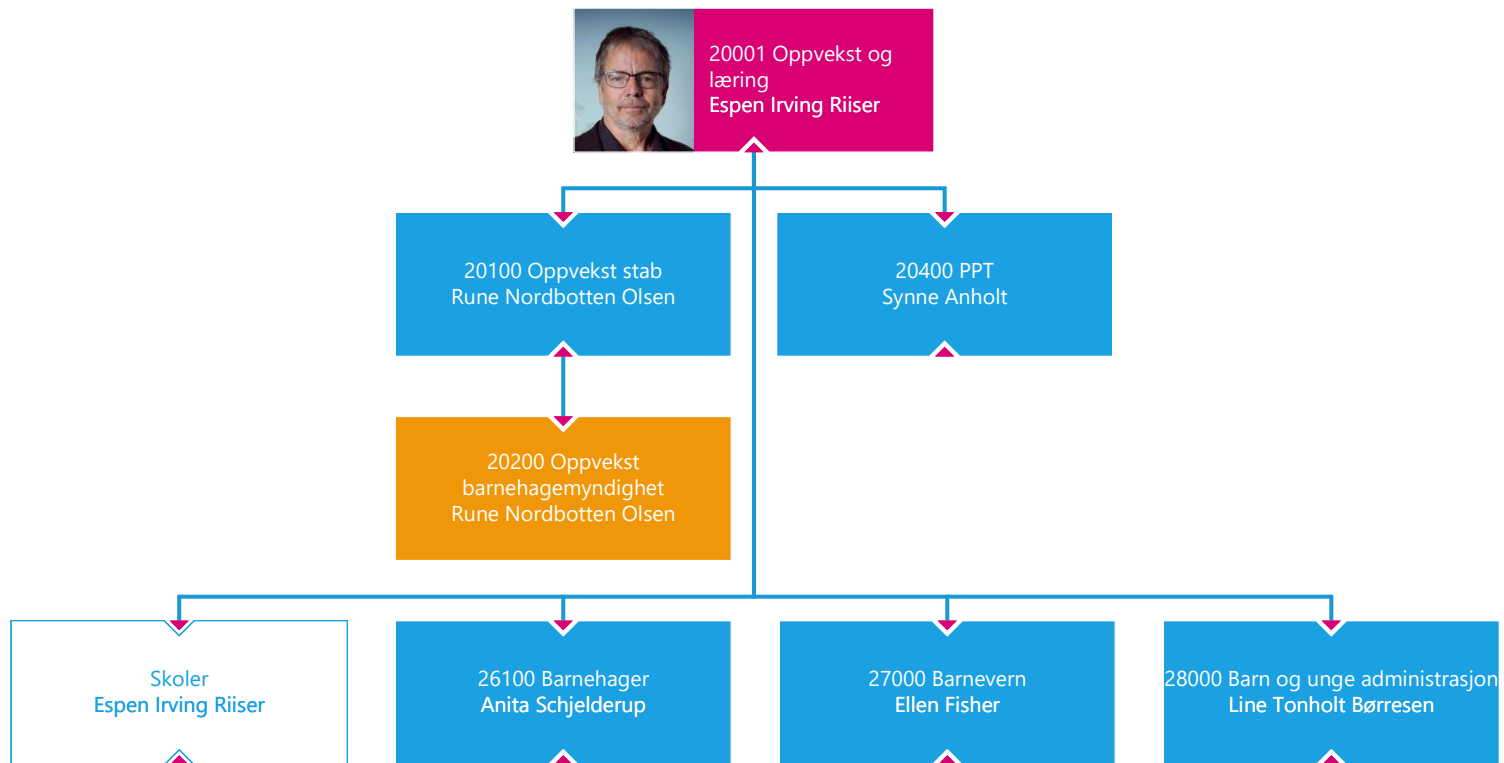 20001 Oppvekst og
læring
Espen Irving Riiser
20100 Oppvekst stab
Rune Nordbotten Olsen
20400 PPT
Synne Anholt
20200 Oppvekst
barnehagemyndighet
Rune Nordbotten Olsen
Skoler
Espen Irving Riiser
26100 Barnehager
Anita Schjelderup
27000 Barnevern
Ellen Fisher
28000 Barn og unge administrasjon
Line Tonholt Børresen